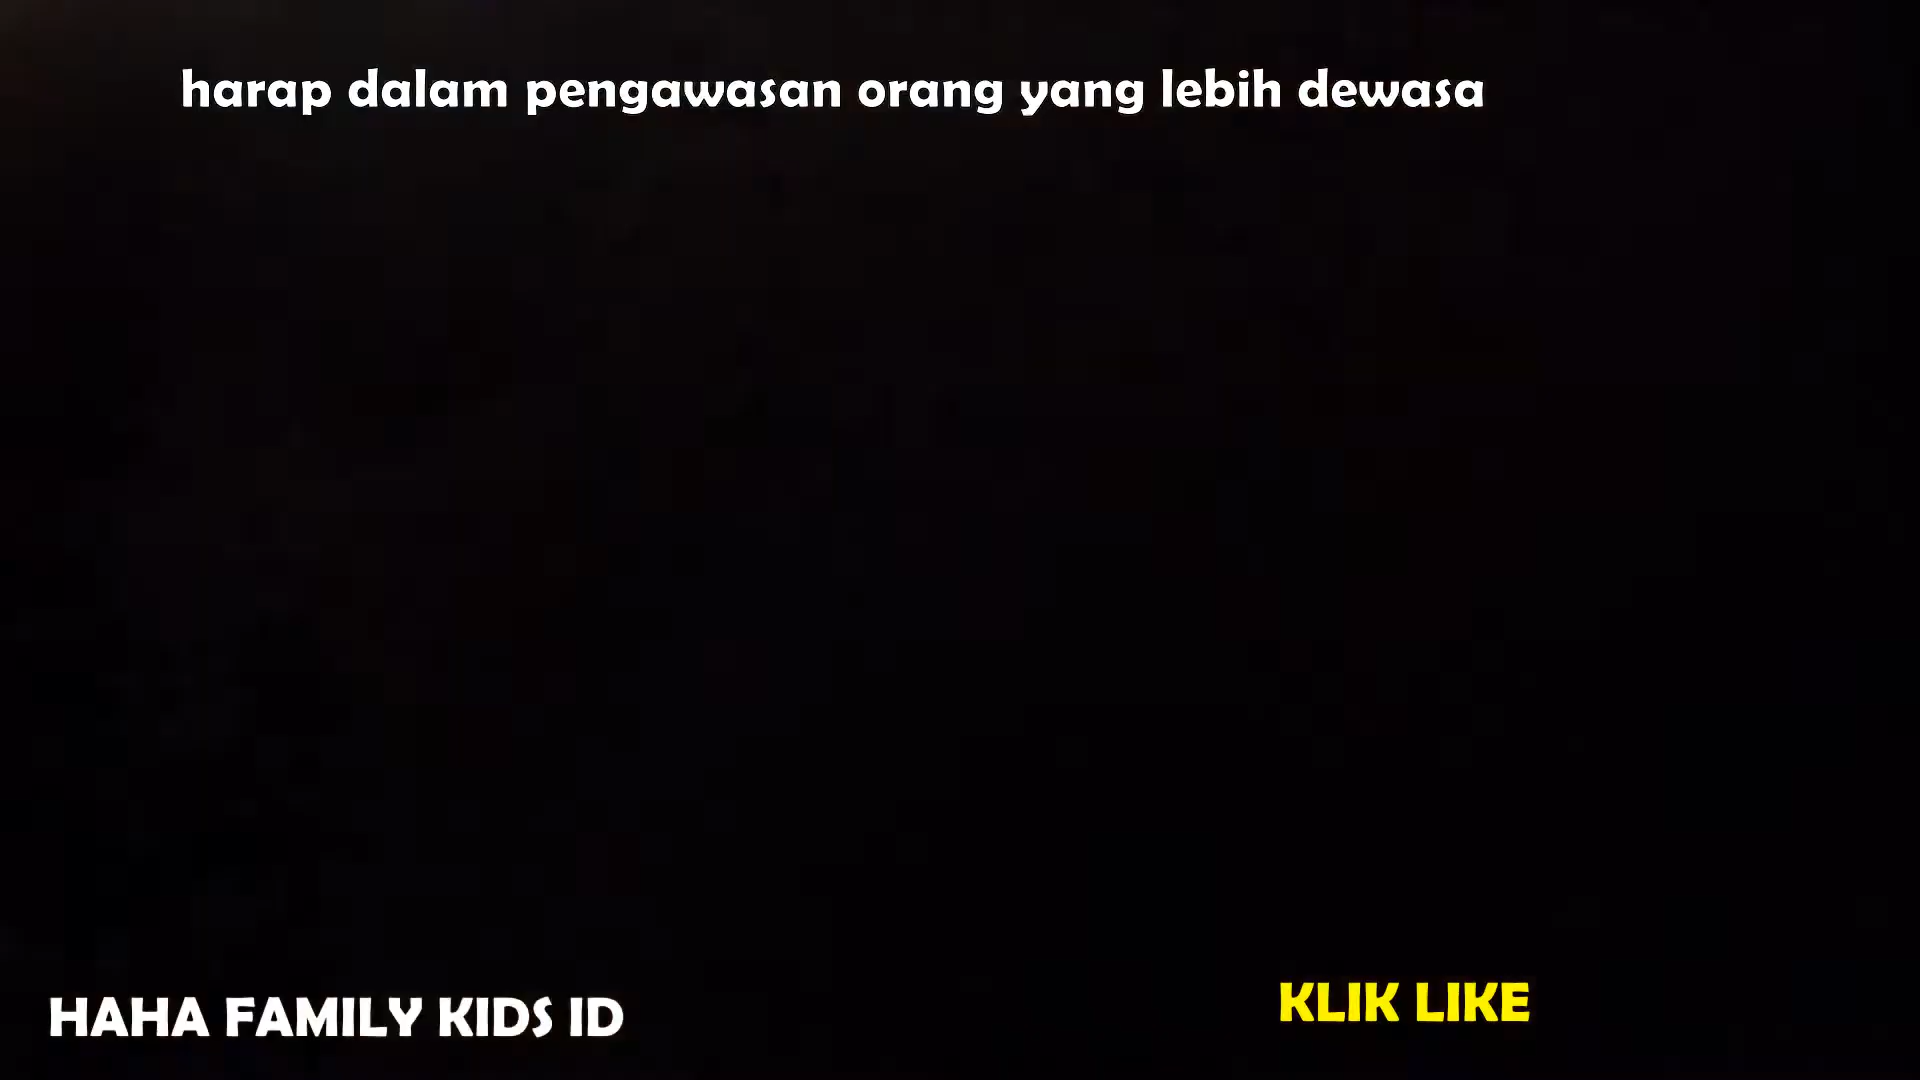 harap dalam pengawasan orang yang lebih dewasa
HAHA FAMILY KIDS ID
KLIK LIKE